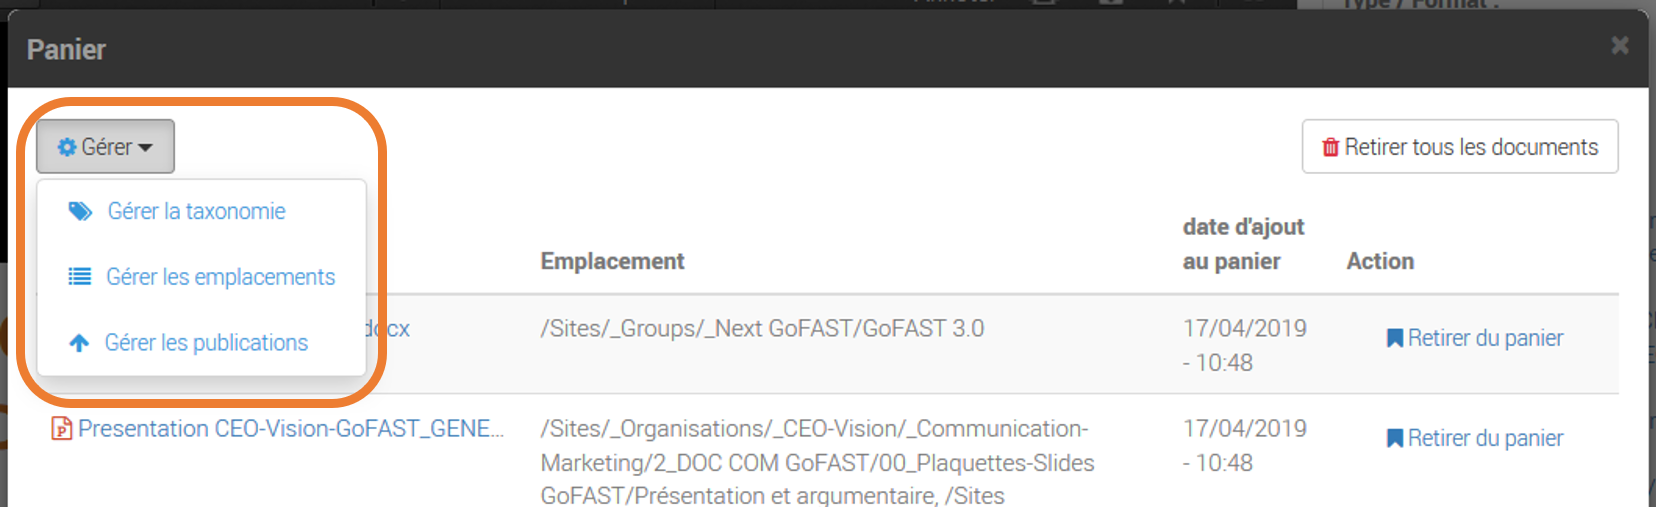 Type / Format :
Panier
Gérer
Retirer tous les documents
Gérer la taxonomie
Gérer les emplacements
Gérer les publications
Emplacement
date d'ajout
au panier
Action
docx
/Sites/_Groups/_Next GoFAST/GoFAST 3.0
17/04/2019
- 10:48
Retirer du panier
Presentation CEO-Vision-GoFAST_GENE...
/Sites/_Organisations/_CEO-Vision/_Communication-
Marketing/2_DOC COM GoFAST/00_Plaquettes-Slides
GoFAST/Présentation et argumentaire, /Sites
17/04/2019
- 10:48
Retirer du panier